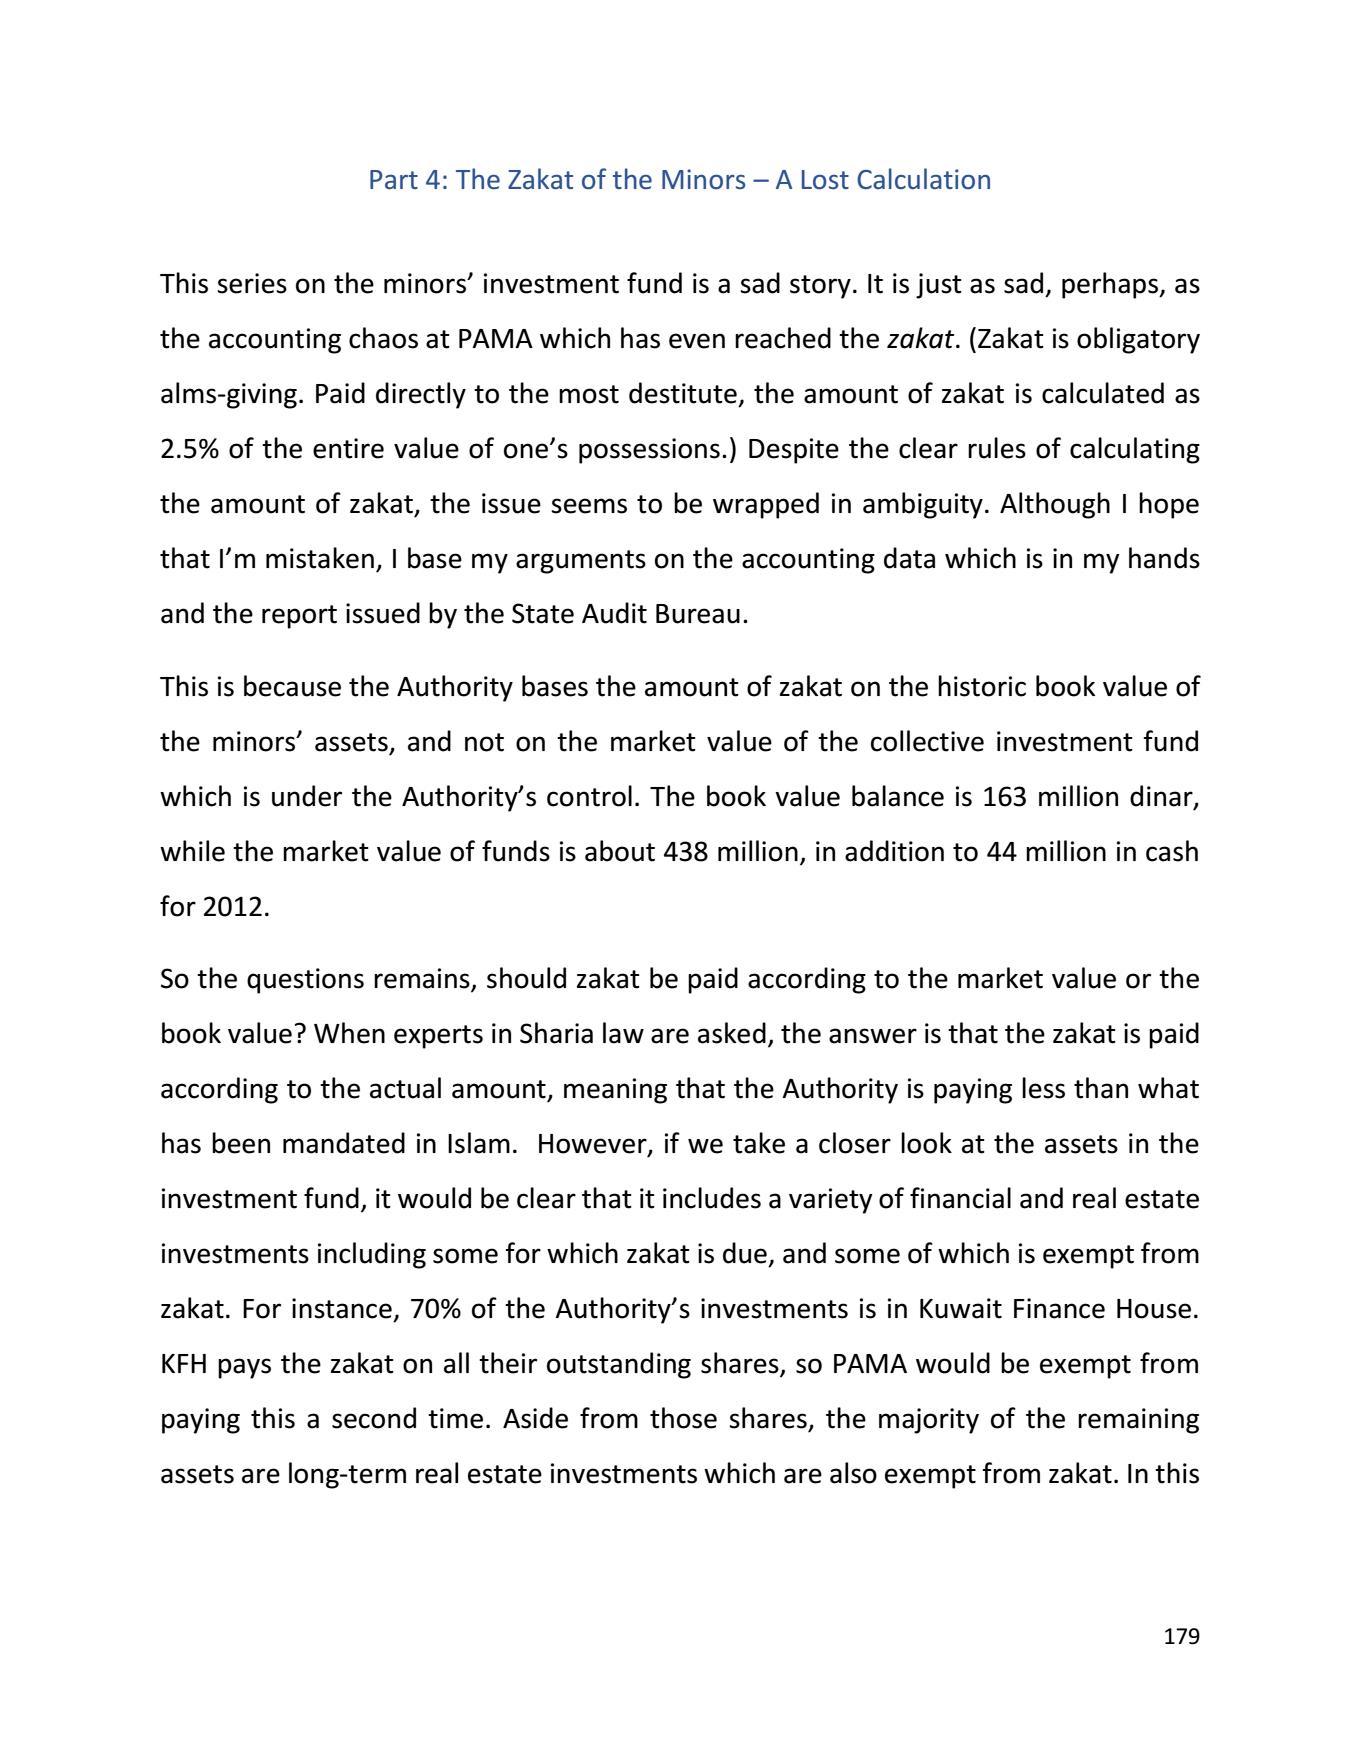 Part 4: The Zakat of the Minors – A Lost Calculation
This series on the minors’ investment fund is a sad story. It is just as sad, perhaps, as
the accounting chaos at PAMA which has even reached the zakat. (Zakat is obligatory
alms-giving. Paid directly to the most destitute, the amount of zakat is calculated as
2.5% of the entire value of one’s possessions.) Despite the clear rules of calculating
the amount of zakat, the issue seems to be wrapped in ambiguity. Although I hope
that I’m mistaken, I base my arguments on the accounting data which is in my hands
and the report issued by the State Audit Bureau.
This is because the Authority bases the amount of zakat on the historic book value of
the minors’ assets, and not on the market value of the collective investment fund
which is under the Authority’s control. The book value balance is 163 million dinar,
while the market value of funds is about 438 million, in addition to 44 million in cash
for 2012.
So the questions remains, should zakat be paid according to the market value or the
book value? When experts in Sharia law are asked, the answer is that the zakat is paid
according to the actual amount, meaning that the Authority is paying less than what
has been mandated in Islam.  However, if we take a closer look at the assets in the
investment fund, it would be clear that it includes a variety of financial and real estate
investments including some for which zakat is due, and some of which is exempt from
zakat. For instance, 70% of the Authority’s investments is in Kuwait Finance House.
KFH pays the zakat on all their outstanding shares, so PAMA would be exempt from
paying this a second time. Aside from those shares, the majority of the remaining
assets are long-term real estate investments which are also exempt from zakat. In this
179